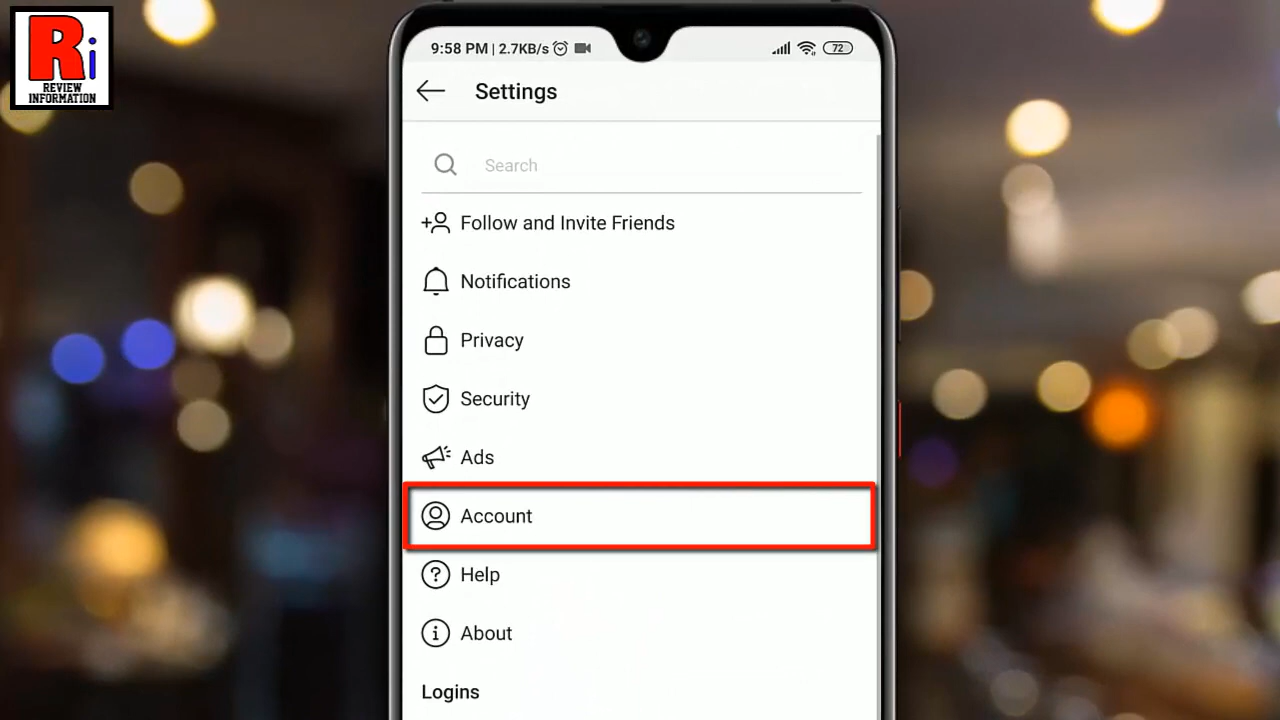 Ri
REVIEW
INFORMATION
9:58 PM | 2.7KB/s
72
Settings
Search
Follow and Invite Friends
Notifications
Privacy
Security
Ads
Account
Help
About
Logins